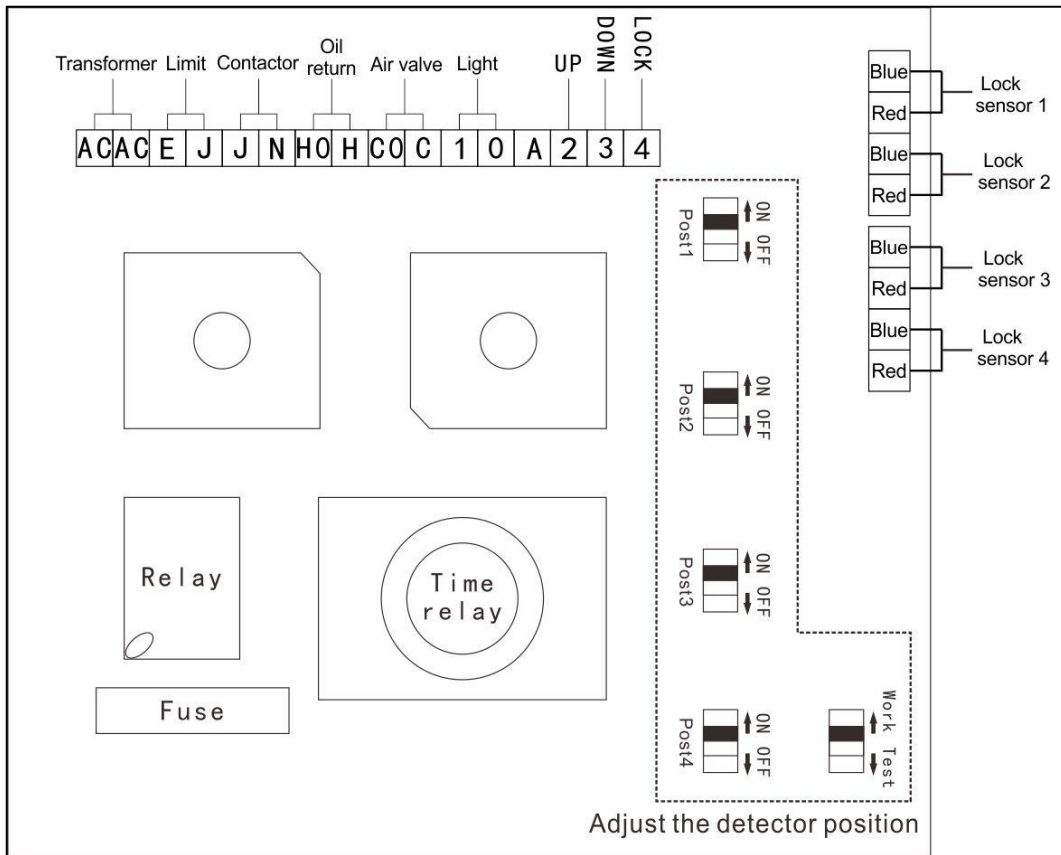 Transformer Limit Contactor Oil return Air valve Light UP DOWN LOCK
AC AC E J J N HO H CO C 1 0 A 2 3 4
Blue
Red
Lock sensor 1
Blue
Red
Lock sensor 2
Blue
Red
Lock sensor 3
Blue
Red
Lock sensor 4
Post1 ON OFF
Post2 ON OFF
Post3 ON OFF
Post4 ON OFF
Work Test
Relay
Time relay
Fuse
Adjust the detector position